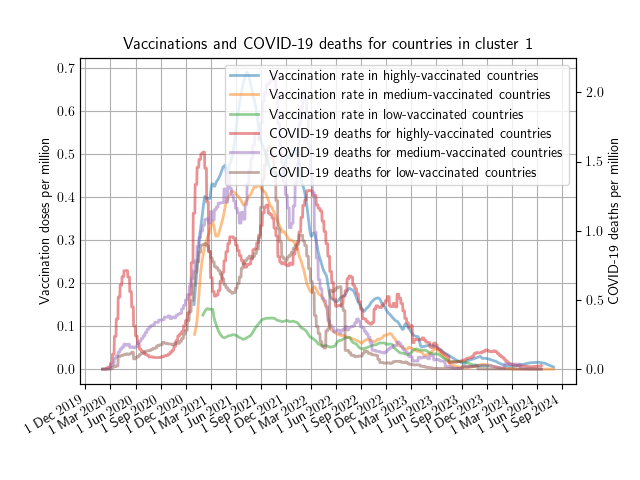 Vaccinations and COVID-19 deaths for countries in cluster 1
Vaccination rate in highly-vaccinated countries
Vaccination rate in medium-vaccinated countries
Vaccination rate in low-vaccinated countries
COVID-19 deaths for highly-vaccinated countries
COVID-19 deaths for medium-vaccinated countries
COVID-19 deaths for low-vaccinated countries
Vaccination doses per million
0.7
0.6
0.5
0.4
0.3
0.2
0.1
0.0
COVID-19 deaths per million
2.0
1.5
1.0
0.5
0.0
1 Dec 2019
1 Mar 2020
1 Jun 2020
1 Sep 2020
1 Dec 2020
1 Mar 2021
1 Jun 2021
1 Sep 2021
1 Dec 2021
1 Mar 2022
1 Jun 2022
1 Sep 2022
1 Dec 2022
1 Mar 2023
1 Jun 2023
1 Sep 2023
1 Dec 2023
1 Mar 2024
1 Jun 2024
1 Sep 2024